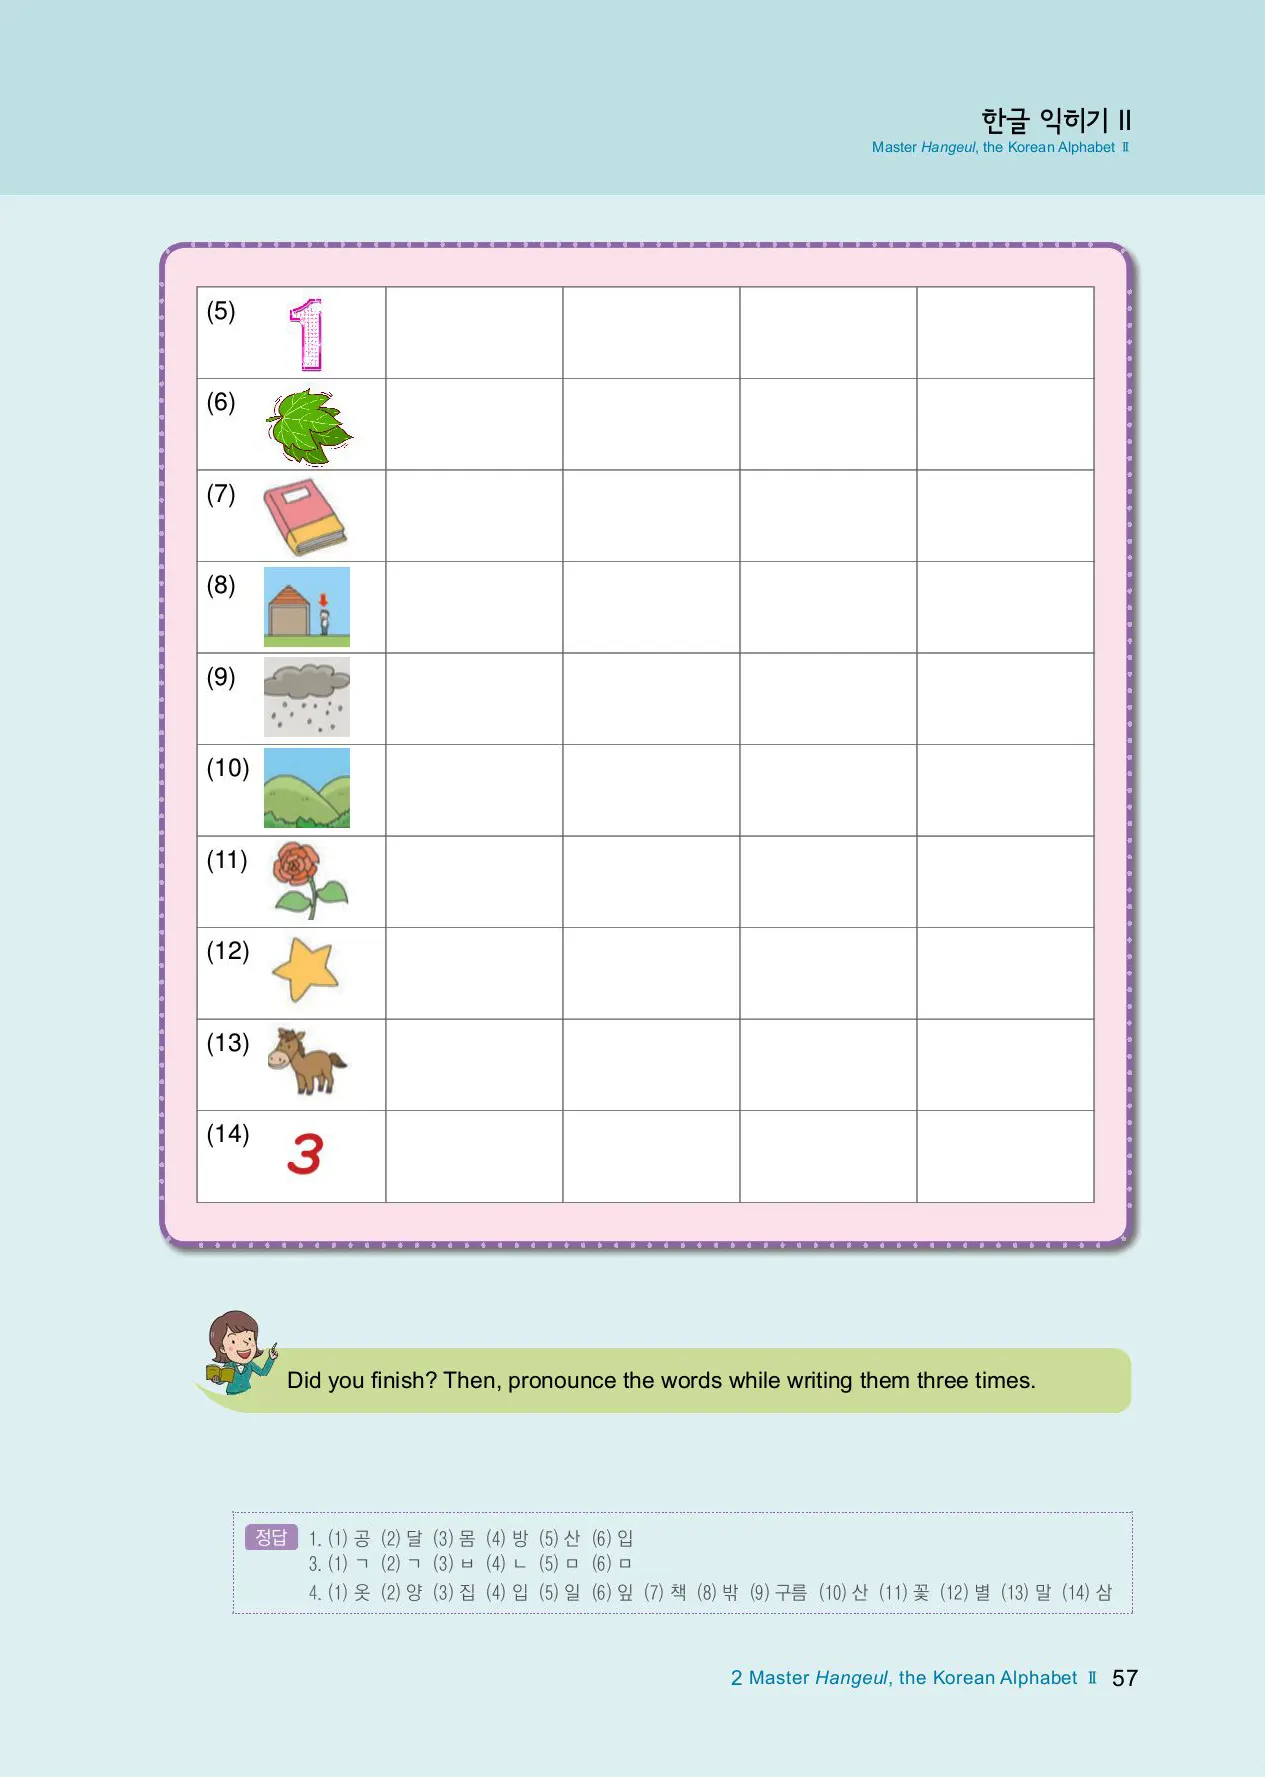 한글 익히기 II
Master Hangeul, the Korean Alphabet Ⅱ
(5) 1
(6)
(7)
(8)
(9)
(10)
(11)
(12)
(13)
(14) 3
Did you finish? Then, pronounce the words while writing them three times.
정답 1. (1) 공 (2) 달 (3) 몸 (4) 방 (5) 산 (6) 입
3. (1) ㄱ (2) ㄱ (3) ㅂ (4) ㄴ (5) ㅁ (6) ㅁ
4. (1) 옷 (2) 양 (3) 집 (4) 입 (5) 일 (6) 잎 (7) 책 (8) 밖 (9) 구름 (10) 산 (11) 꽃 (12) 별 (13) 말 (14) 삼
2 Master Hangeul, the Korean Alphabet Ⅱ 57